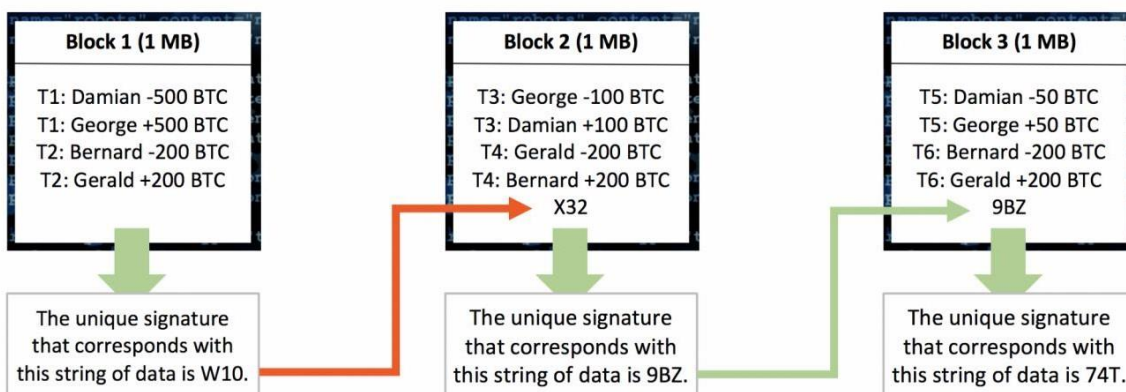 Block 1 (1 MB)
T1: Damian -500 BTC
T1: George +500 BTC
T2: Bernard -200 BTC
T2: Gerald +200 BTC
The unique signature
that corresponds with
this string of data is W10.
Block 2 (1 MB)
T3: George -100 BTC
T3: Damian +100 BTC
T4: Gerald -200 BTC
T4: Bernard +200 BTC
X32
The unique signature
that corresponds with
this string of data is 9BZ.
Block 3 (1 MB)
T5: Damian -50 BTC
T5: George +50 BTC
T6: Bernard -200 BTC
T6: Gerald +200 BTC
9BZ
The unique signature
that corresponds with
this string of data is 74T.